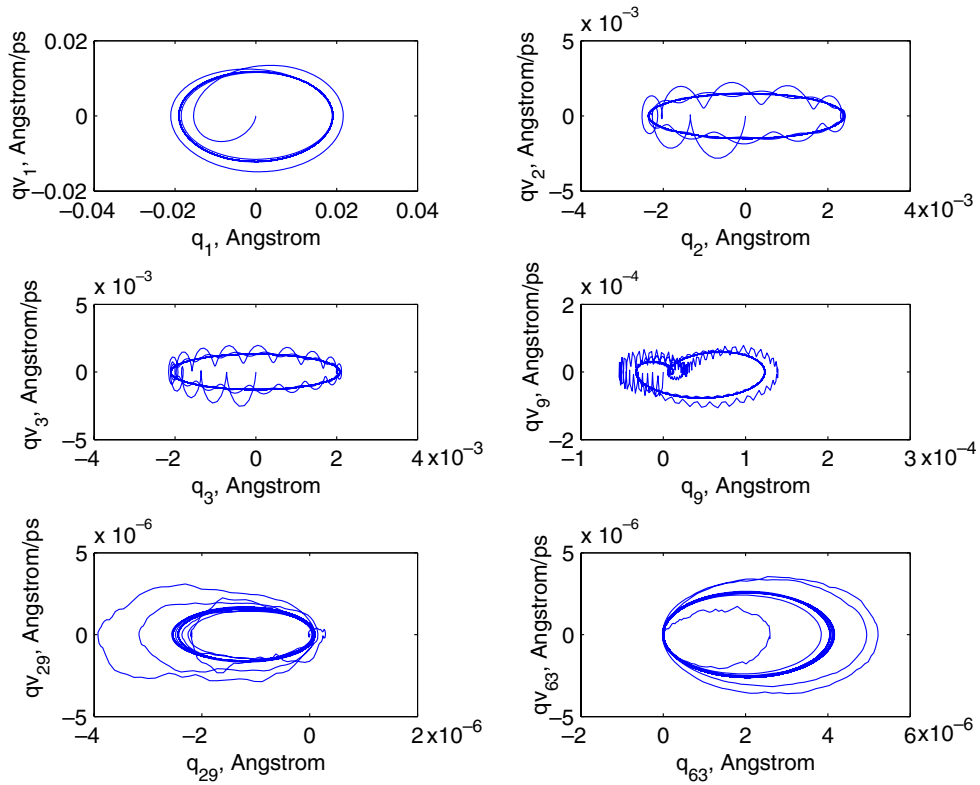 0.02
0
−0.02
−0.04 −0.02 0 0.02 0.04
qv1, Angstrom/ps
q1, Angstrom
5 x 10−3
0
−5
−4 −2 0 2 4 x10−3
qv2, Angstrom/ps
q2, Angstrom
5 x 10−3
0
−5
−4 −2 0 2 4 x10−3
qv3, Angstrom/ps
q3, Angstrom
2 x 10−4
0
−2
−1 0 1 2 3 x10−4
qv9, Angstrom/ps
q9, Angstrom
5 x 10−6
0
−5
−4 −2 0 2 x10−6
qv29, Angstrom/ps
q29, Angstrom
5 x 10−6
0
−5
−2 0 2 4 6 x10−6
qv63, Angstrom/ps
q63, Angstrom